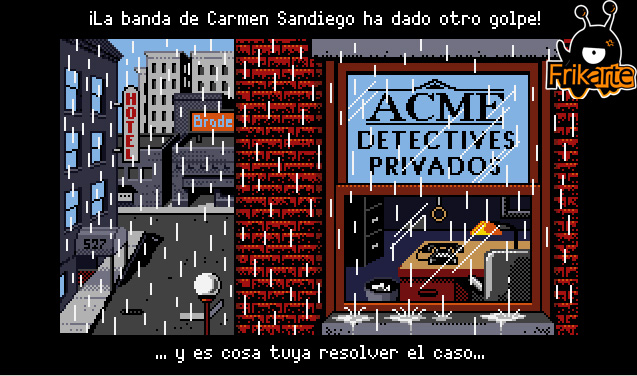 ¡La banda de Carmen Sandiego ha dado otro golpe!
Frikarte
HOTEL
Brode
ACME
DETECTIVES
PRIVADOS
527
... y es cosa tuya resolver el caso...